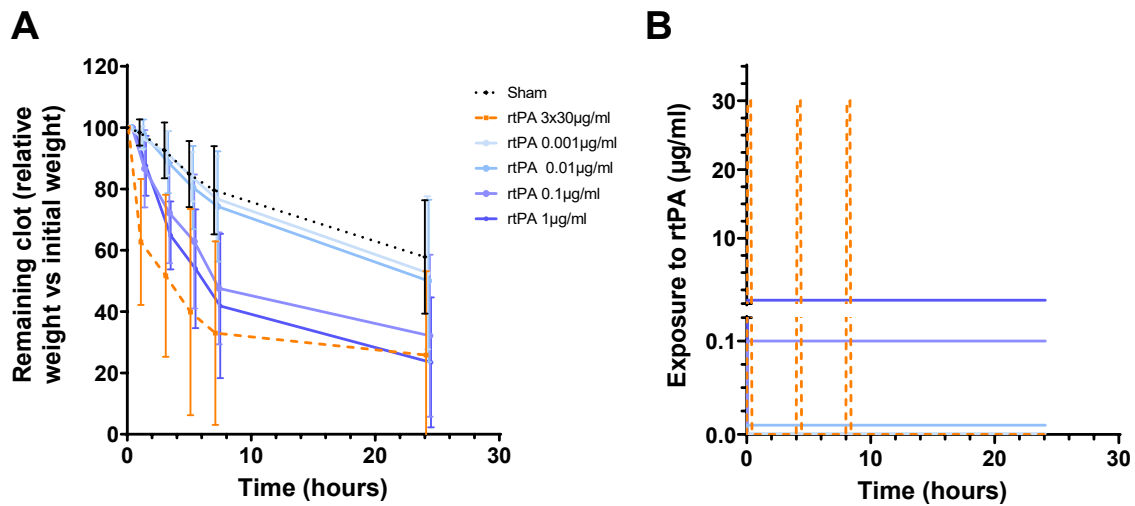 A
B
Remaining clot (relative
weight vs initial weight)
120
100
80
60
40
20
0
0
10
20
30
Time (hours)
Sham
rtPA 3x30µg/ml
rtPA 0.001µg/ml
rtPA 0.01µg/ml
rtPA 0.1µg/ml
rtPA 1µg/ml
Exposure to rtPA (µg/ml)
30
20
10
0.1
0.0
0
10
20
30
Time (hours)